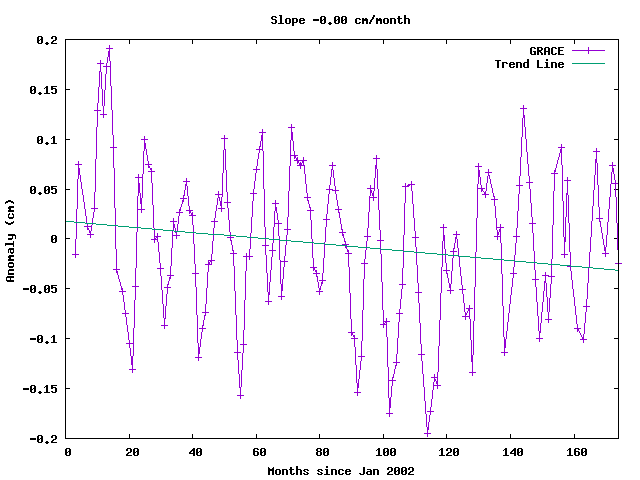 Slope -0.00 cm/month
GRACE
Trend Line
0.2
0.15
0.1
0.05
0
-0.05
-0.1
-0.15
-0.2
Anomaly (cm)
0 20 40 60 80 100 120 140 160
Months since Jan 2002